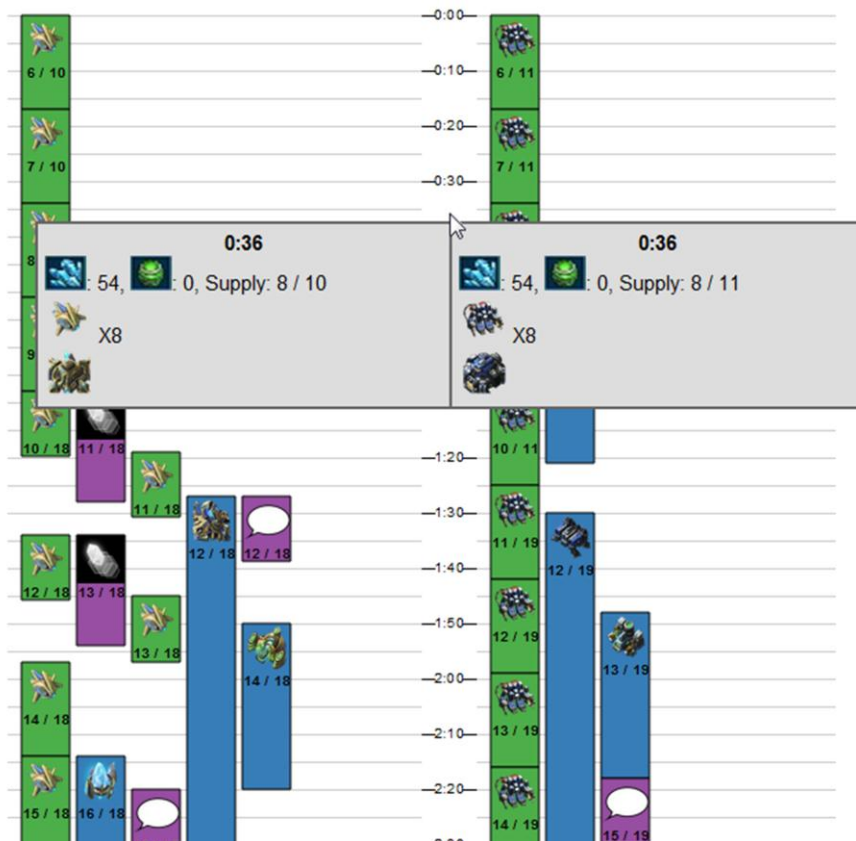 —0:00—
6 / 10
6 / 11
—0:10—
—0:20—
7 / 10
7 / 11
—0:30—
8
0:36
: 54, : 0, Supply: 8 / 10
X8
9
0:36
: 54, : 0, Supply: 8 / 11
X8
10 / 18
11 / 18
10 / 11
—1:20—
11 / 18
—1:30—
11 / 19
12 / 18
12 / 18
12 / 19
—1:40—
12 / 18
13 / 18
—1:50—
12 / 19
13 / 18
13 / 19
—2:00—
14 / 18
14 / 18
—2:10—
13 / 19
—2:20—
15 / 18
16 / 18
14 / 19
15 / 19